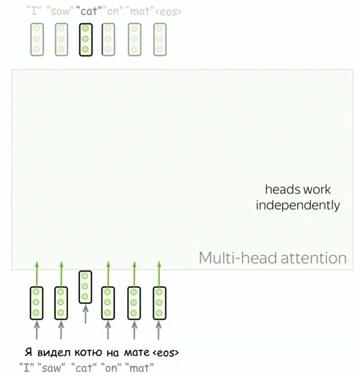 "I" "saw" "cat" "on" "mat" <eos>
heads work
independently
Multi-head attention
Я видел котю на мате <eos>
"I" "saw" "cat" "on" "mat"